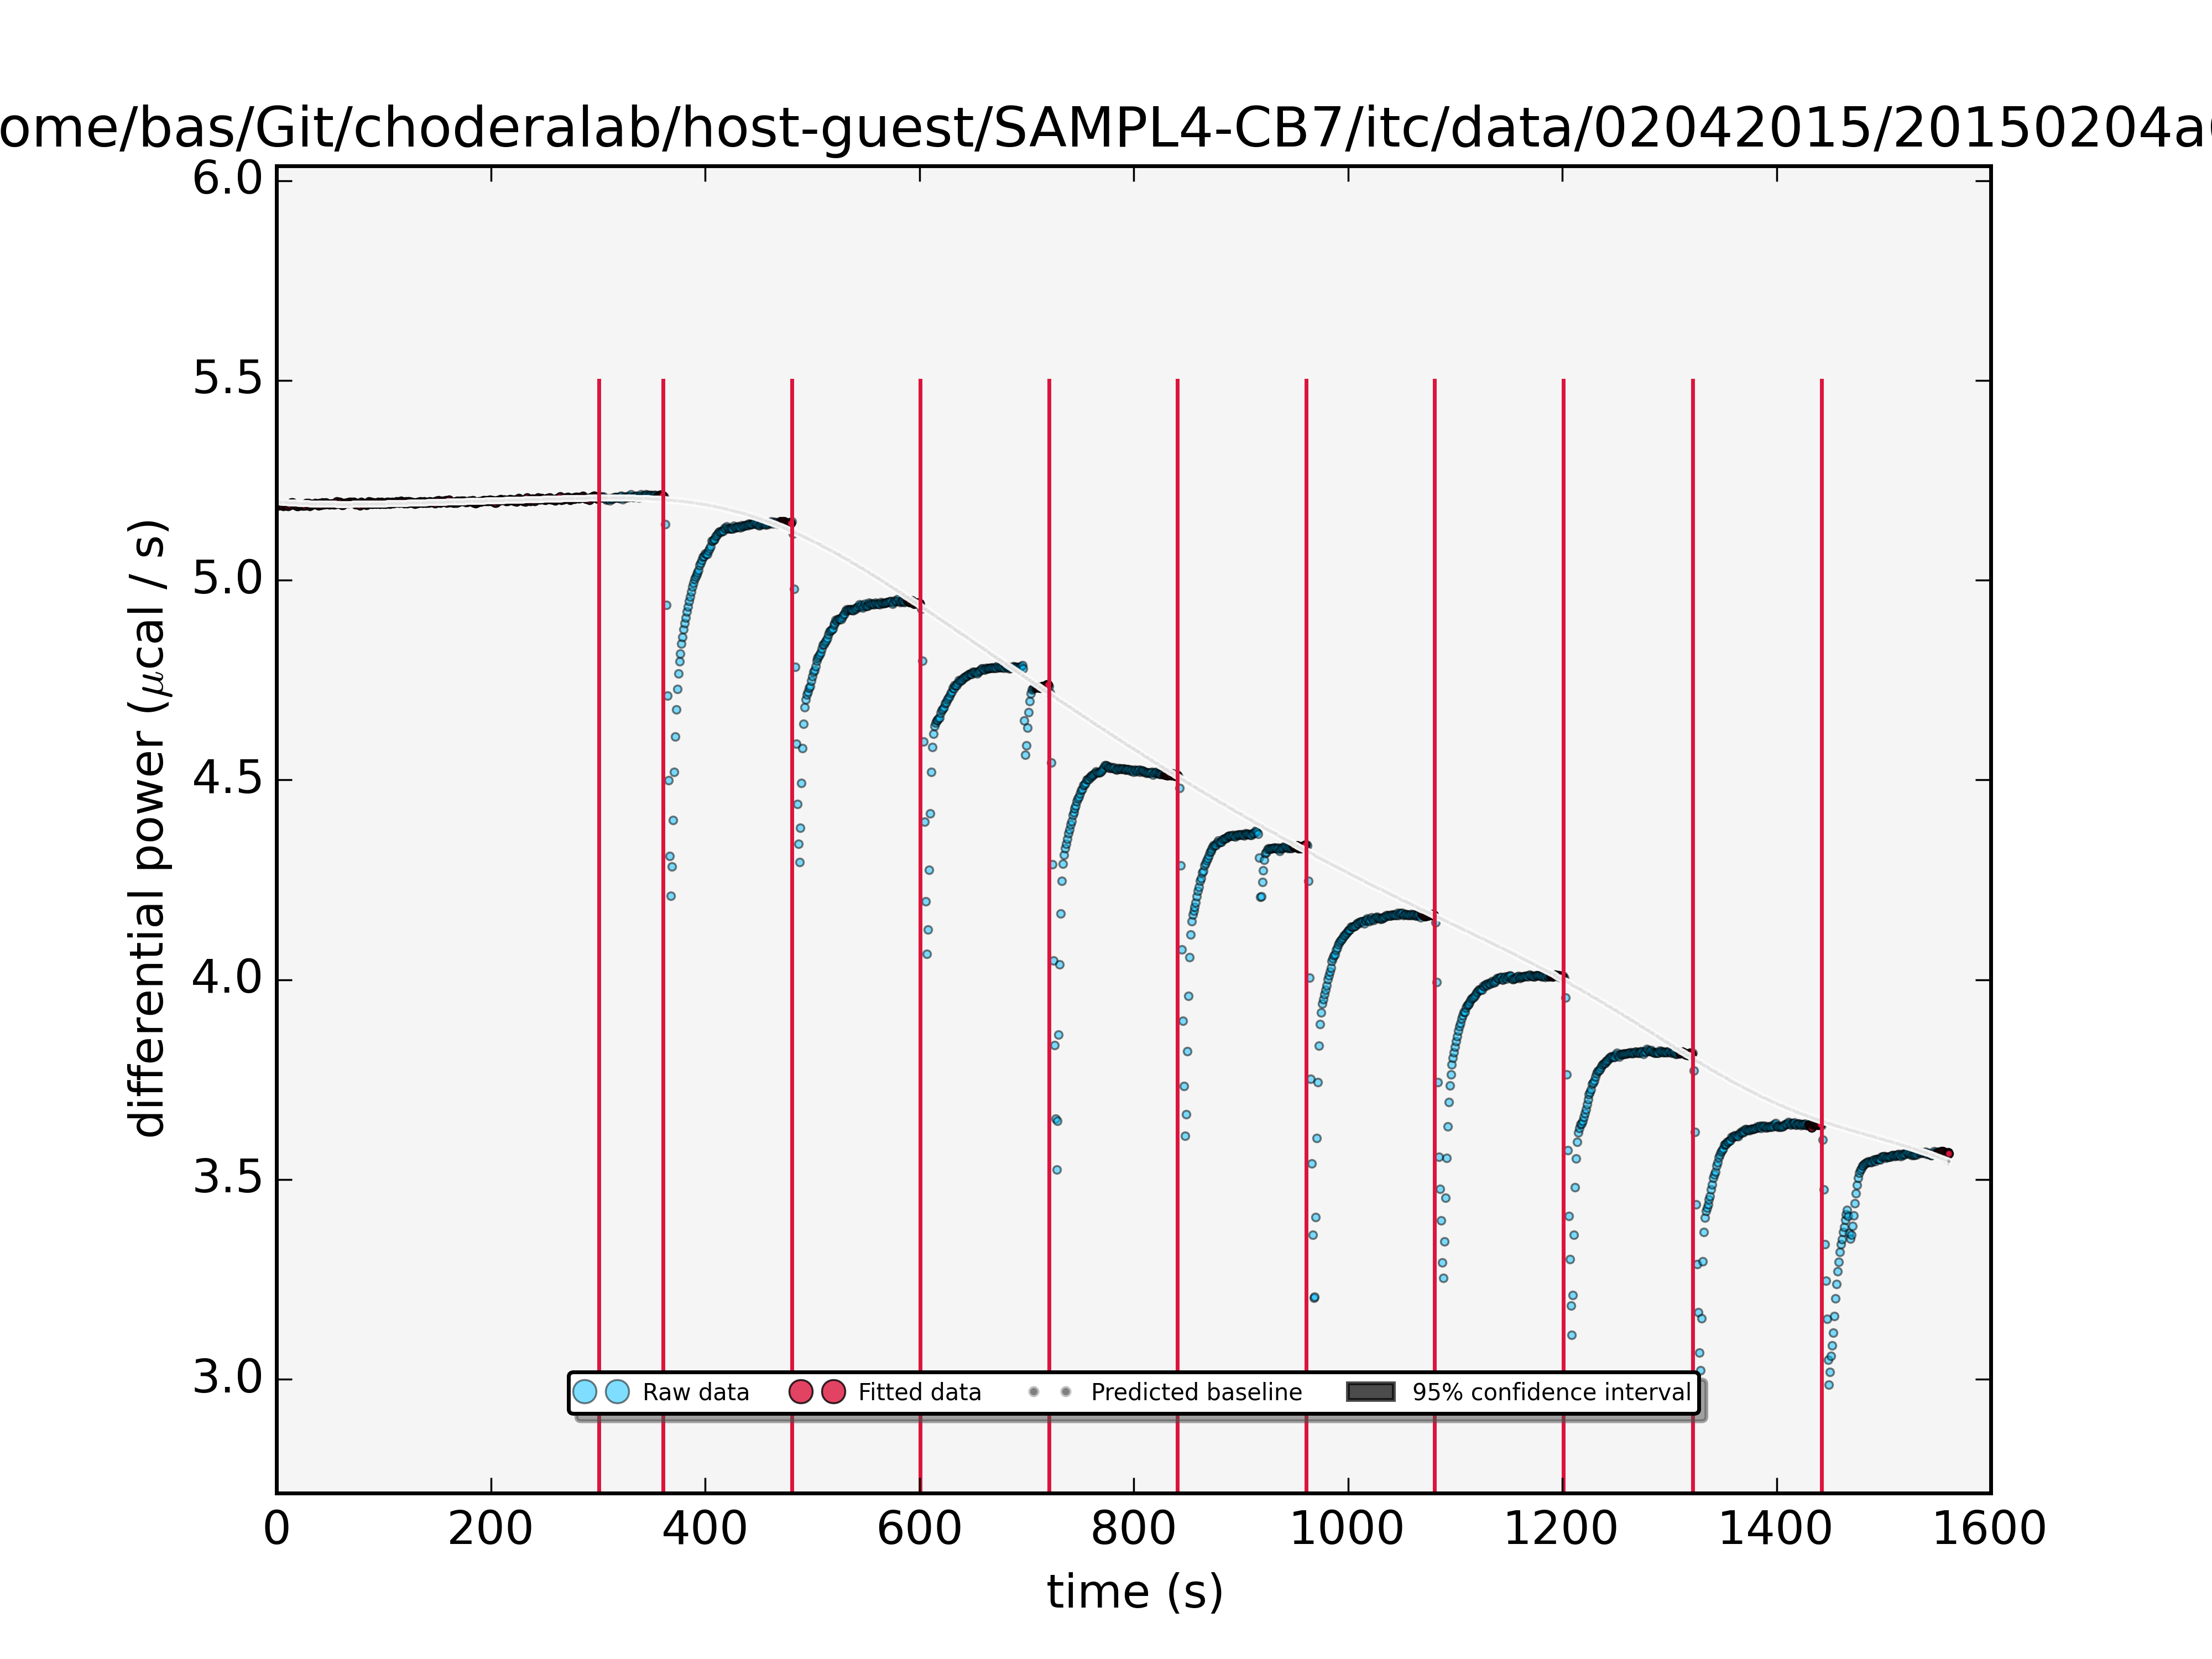 ome/bas/Git/choderalab/host-guest/SAMPL4-CB7/itc/data/02042015/20150204a
6.0
5.5
5.0
4.5
4.0
3.5
3.0
differential power (μcal / s)
Raw data Fitted data Predicted baseline 95% confidence interval
0 200 400 600 800 1000 1200 1400 1600
time (s)